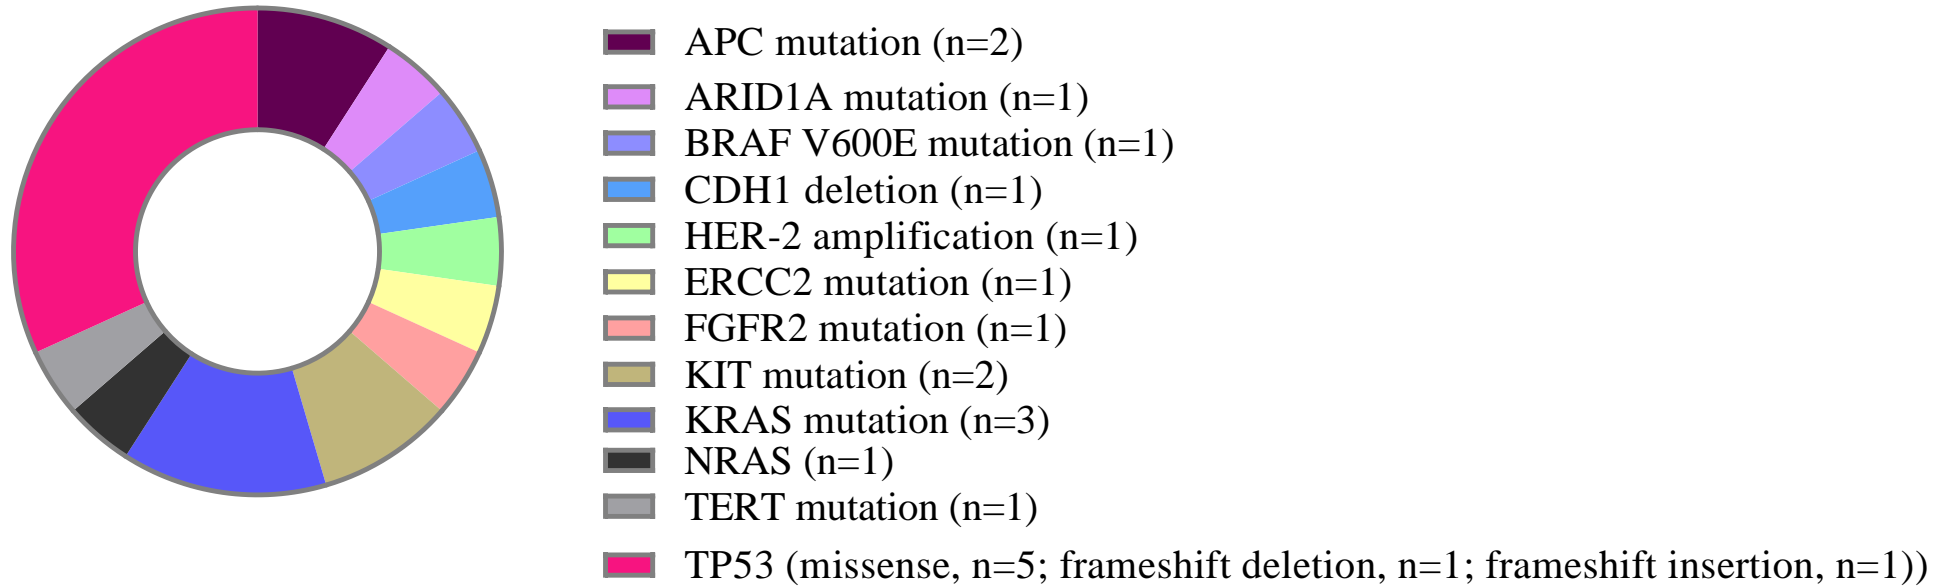 APC mutation (n=2)
ARID1A mutation (n=1)
BRAF V600E mutation (n=1)
CDH1 deletion (n=1)
HER-2 amplification (n=1)
ERCC2 mutation (n=1)
FGFR2 mutation (n=1)
KIT mutation (n=2)
KRAS mutation (n=3)
NRAS (n=1)
TERT mutation (n=1)
TP53 (missense, n=5; frameshift deletion, n=1; frameshift insertion, n=1))